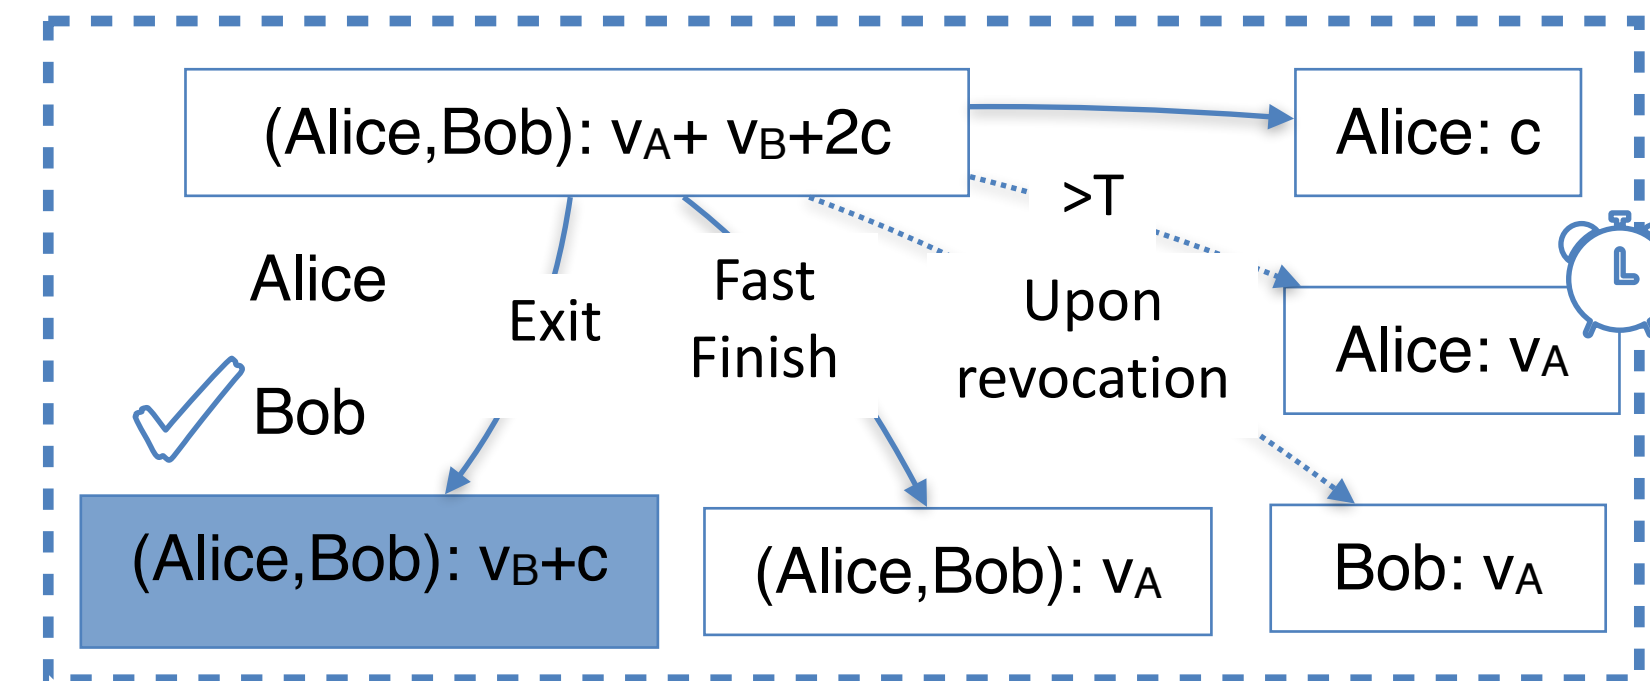 (Alice,Bob): vA+ vB+2c
Alice: c
>T
Alice
Exit
Fast
Finish
Upon
revocation
Alice: vA
Bob
(Alice,Bob): vB+c
(Alice,Bob): vA
Bob: vA